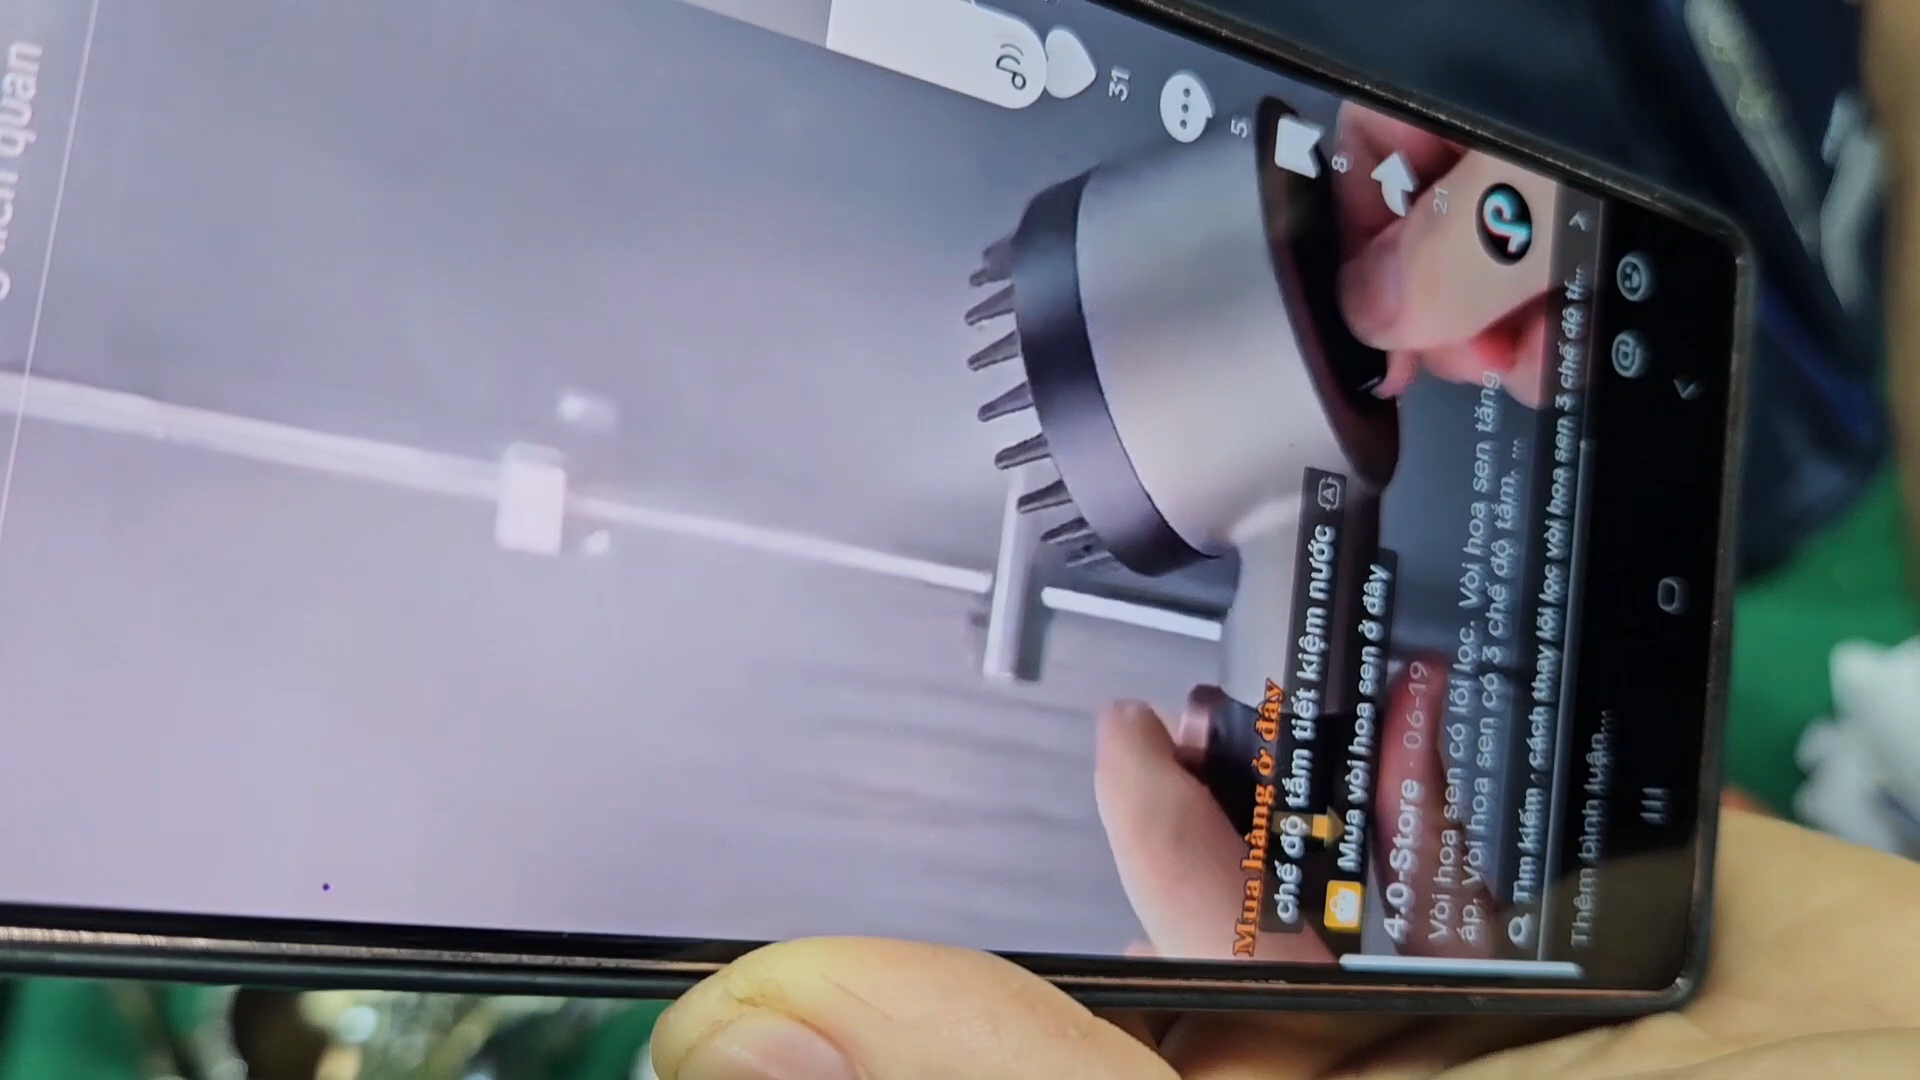 quan
31
5
8
21
Mua hàng ở đây
chế độ tắm tiết kiệm nước
Mua vòi hoa sen ở đây
4.0-Store · 06-19
Vòi hoa sen có lõi lọc. Vòi hoa sen tăng
áp, vòi hoa sen có 3 chế độ tắm, ...
Tìm kiếm · cách thay lõi lọc vòi hoa sen 3 chế độ tí...
Thêm bình luận...
@